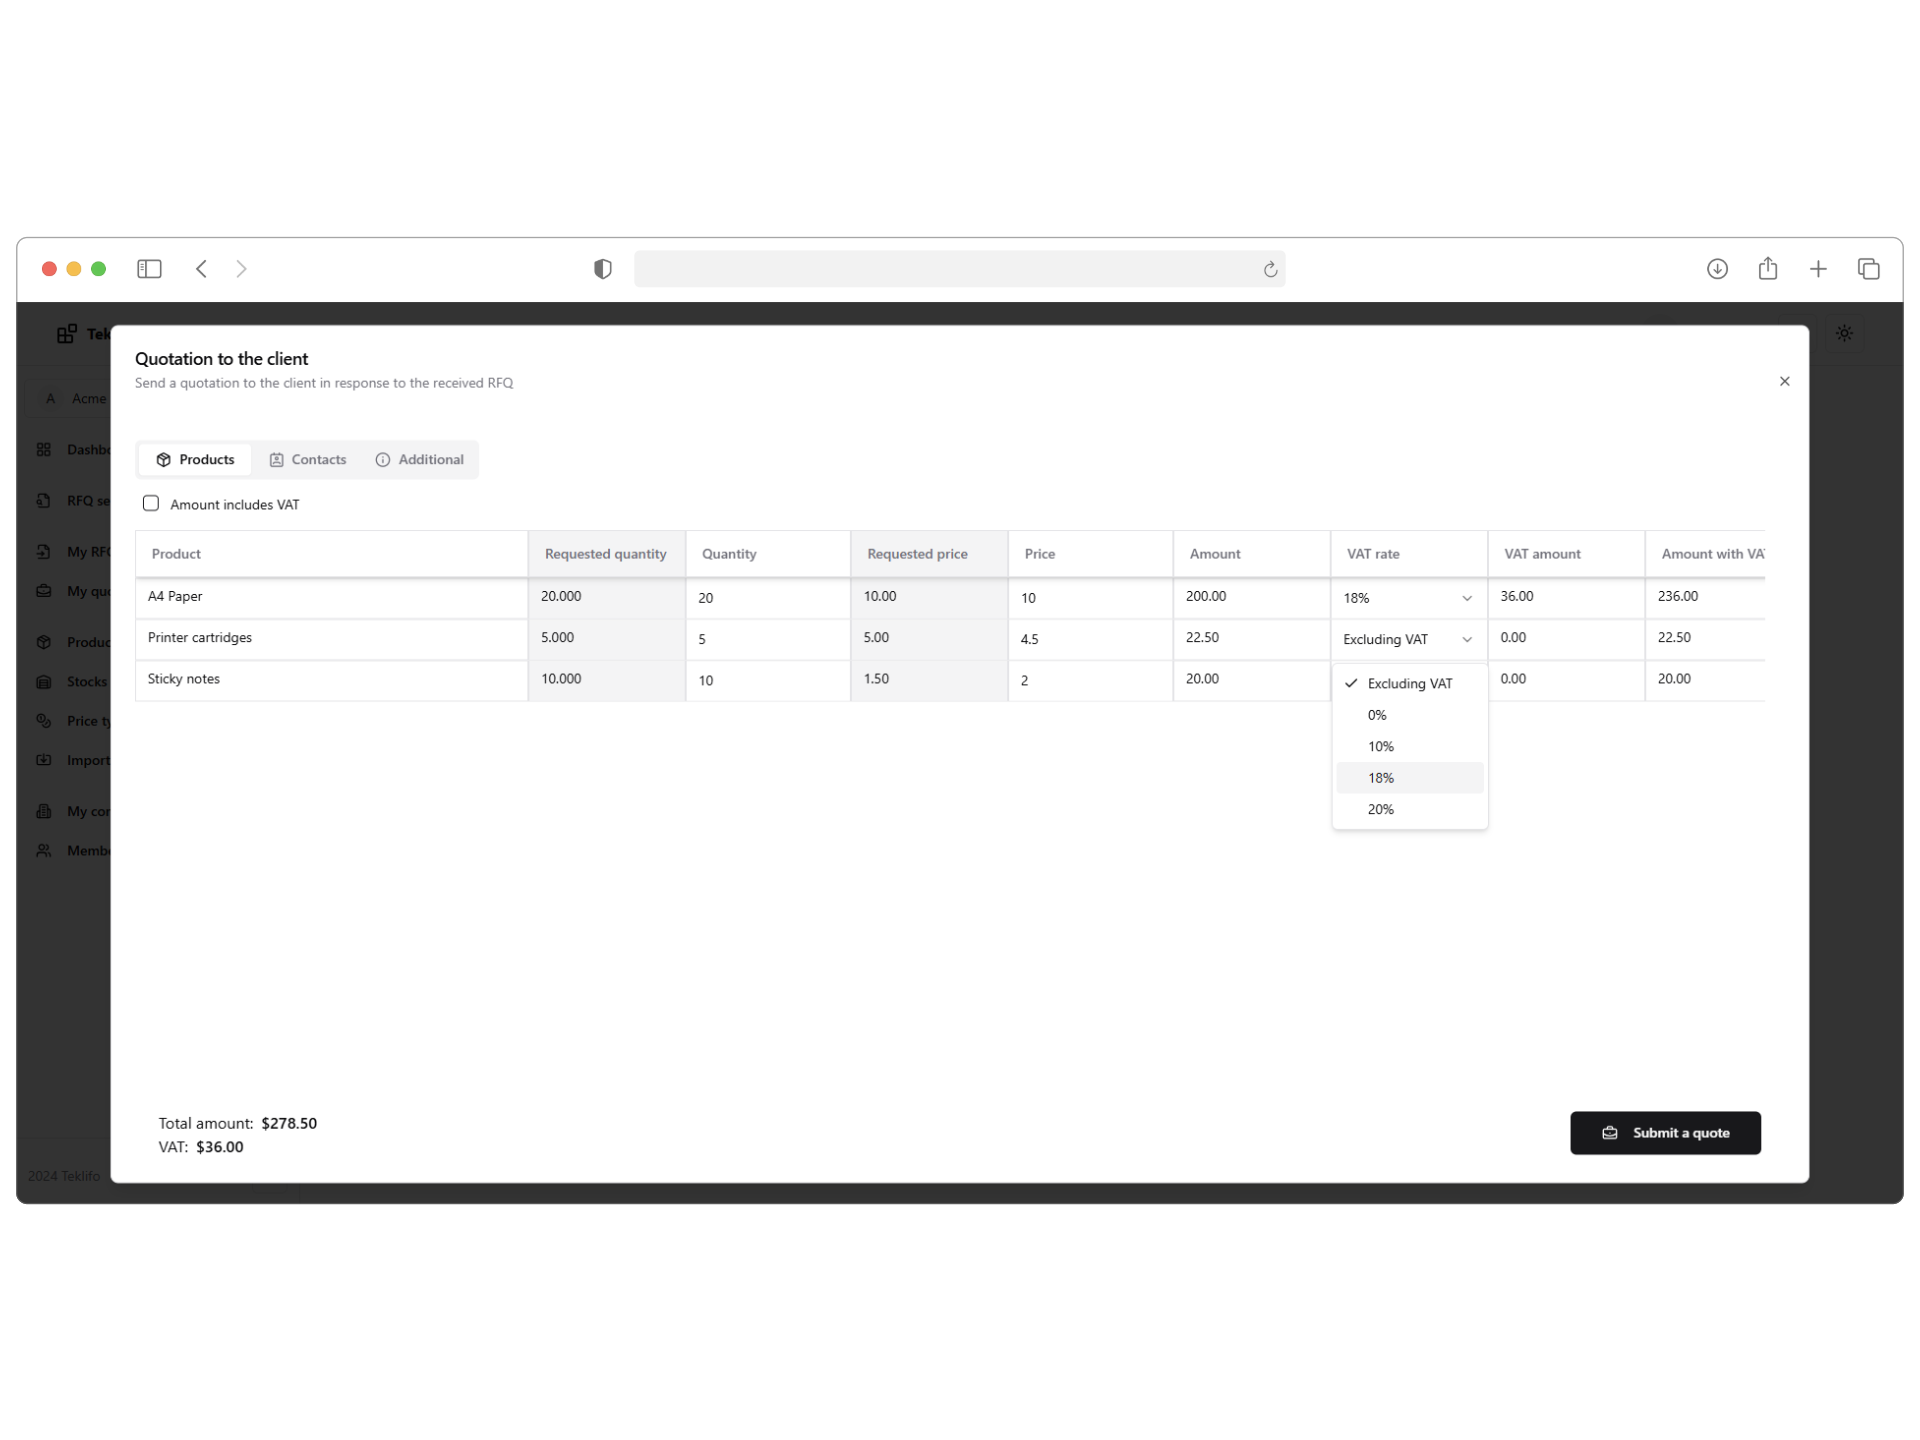 Tek
Quotation to the client
Send a quotation to the client in response to the received RFQ
A Acme
Products Contacts Additional
Amount includes VAT
Product Requested quantity Quantity Requested price Price Amount VAT rate VAT amount Amount with VAT
A4 Paper 20.000 20 10.00 10 200.00 18% 36.00 236.00
Printer cartridges 5.000 5 5.00 4.5 22.50 Excluding VAT 0.00 22.50
Sticky notes 10.000 10 1.50 2 20.00 0.00 20.00
Excluding VAT
0%
10%
18%
20%
Dashb
RFQ se
My RF
My quo
Produc
Stocks
Price ty
Import
My co
Membe
Total amount: $278.50
VAT: $36.00
Submit a quote
2024 Teklifo